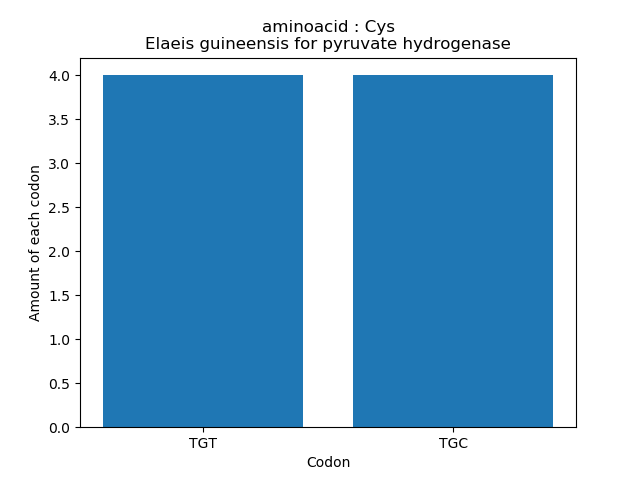 aminoacid : Cys
Elaeis guineensis for pyruvate hydrogenase
Amount of each codon
4.0
3.5
3.0
2.5
2.0
1.5
1.0
0.5
0.0
TGT TGC
Codon